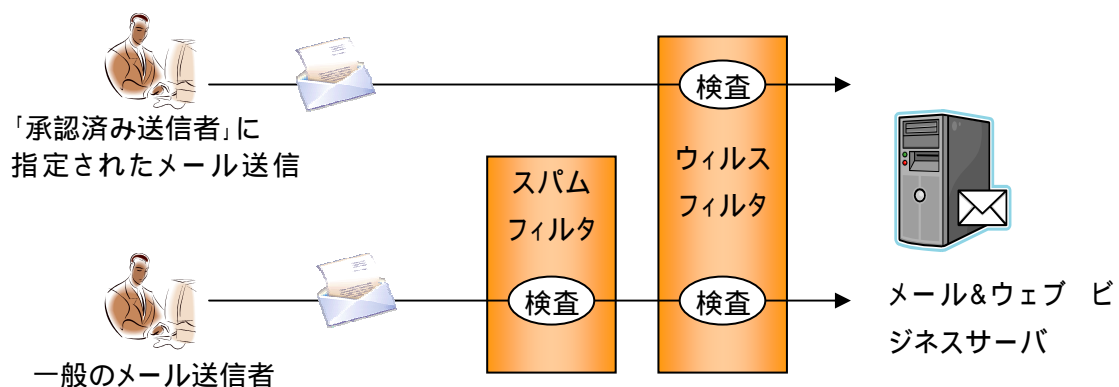 検査
「承認済み送信者」に
指定されたメール送信
スパム
フィルタ
ウィルス
フィルタ
検査
検査
メール&ウェブ ビ
ジネスサーバ
一般のメール送信者